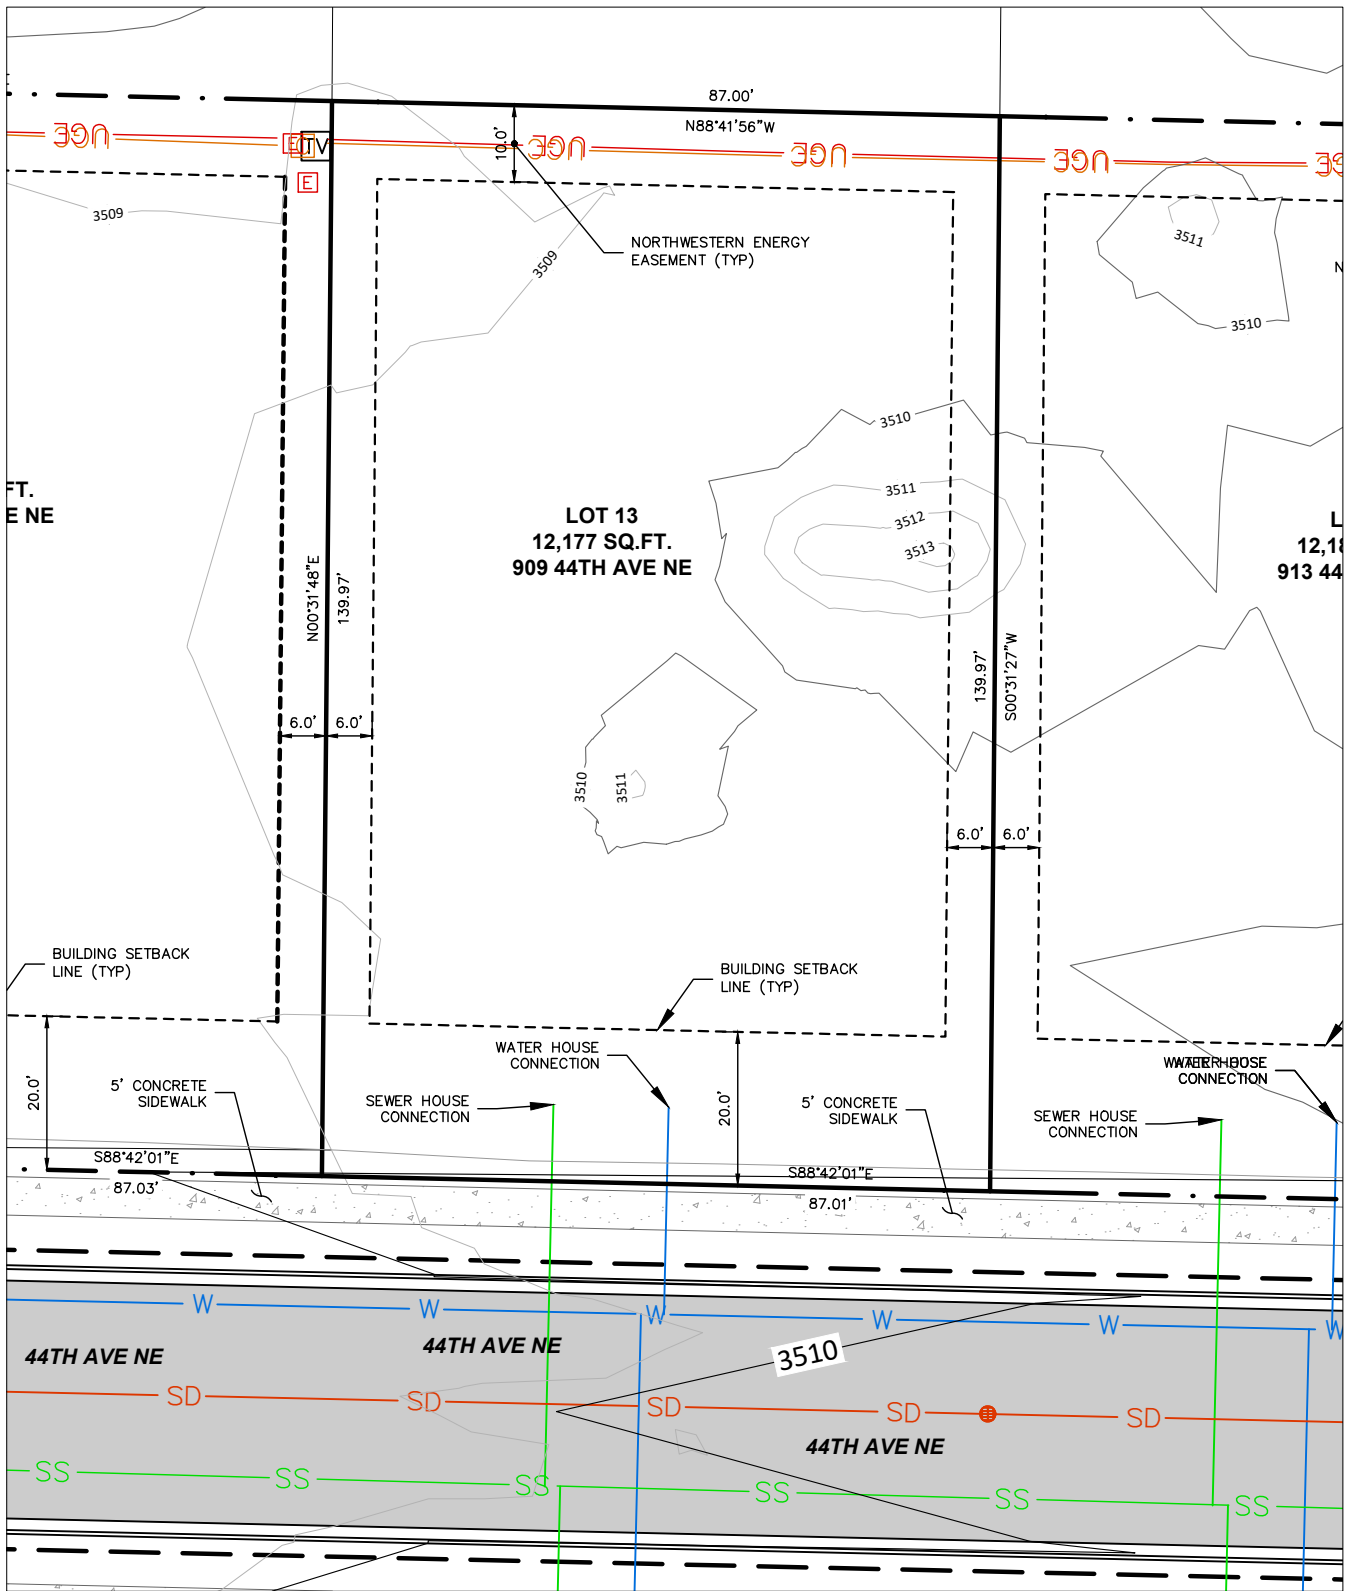 87.00'
N88°41'56"W
UGE
UGE
UGE
UGE
E
TV
E
10.0'
3509
3509
NORTHWESTERN ENERGY
EASEMENT (TYP)
3511
3510
N
3510
3511
3512
3513
FT.
E NE
LOT 13
12,177 SQ.FT.
909 44TH AVE NE
L
12,18
913 44
N00°31'48"E
139.97'
139.97'
S00°31'27"W
6.0'
6.0'
3510
3511
6.0'
6.0'
BUILDING SETBACK
LINE (TYP)
BUILDING SETBACK
LINE (TYP)
WATER HOUSE
CONNECTION
WATER HOUSE
CONNECTION
20.0'
5' CONCRETE
SIDEWALK
SEWER HOUSE
CONNECTION
20.0'
5' CONCRETE
SIDEWALK
SEWER HOUSE
CONNECTION
S88°42'01"E
87.03'
S88°42'01"E
87.01'
W
W
W
W
W
W
44TH AVE NE
44TH AVE NE
3510
SD
SD
SD
SD
SD
44TH AVE NE
SS
SS
SS
SS
SS
SS